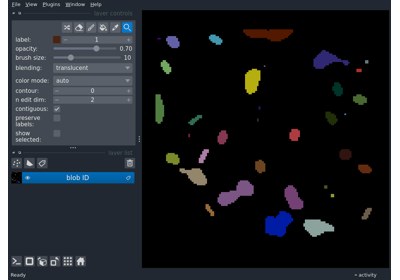 File View Plugins Window Help
layer controls
label: 1
opacity: 0.70
brush size: 10
blending: translucent
color mode: auto
contour: 0
n edit dim: 2
contiguous:
preserve
labels:
show
selected:
layer list
blob ID
Ready
activity